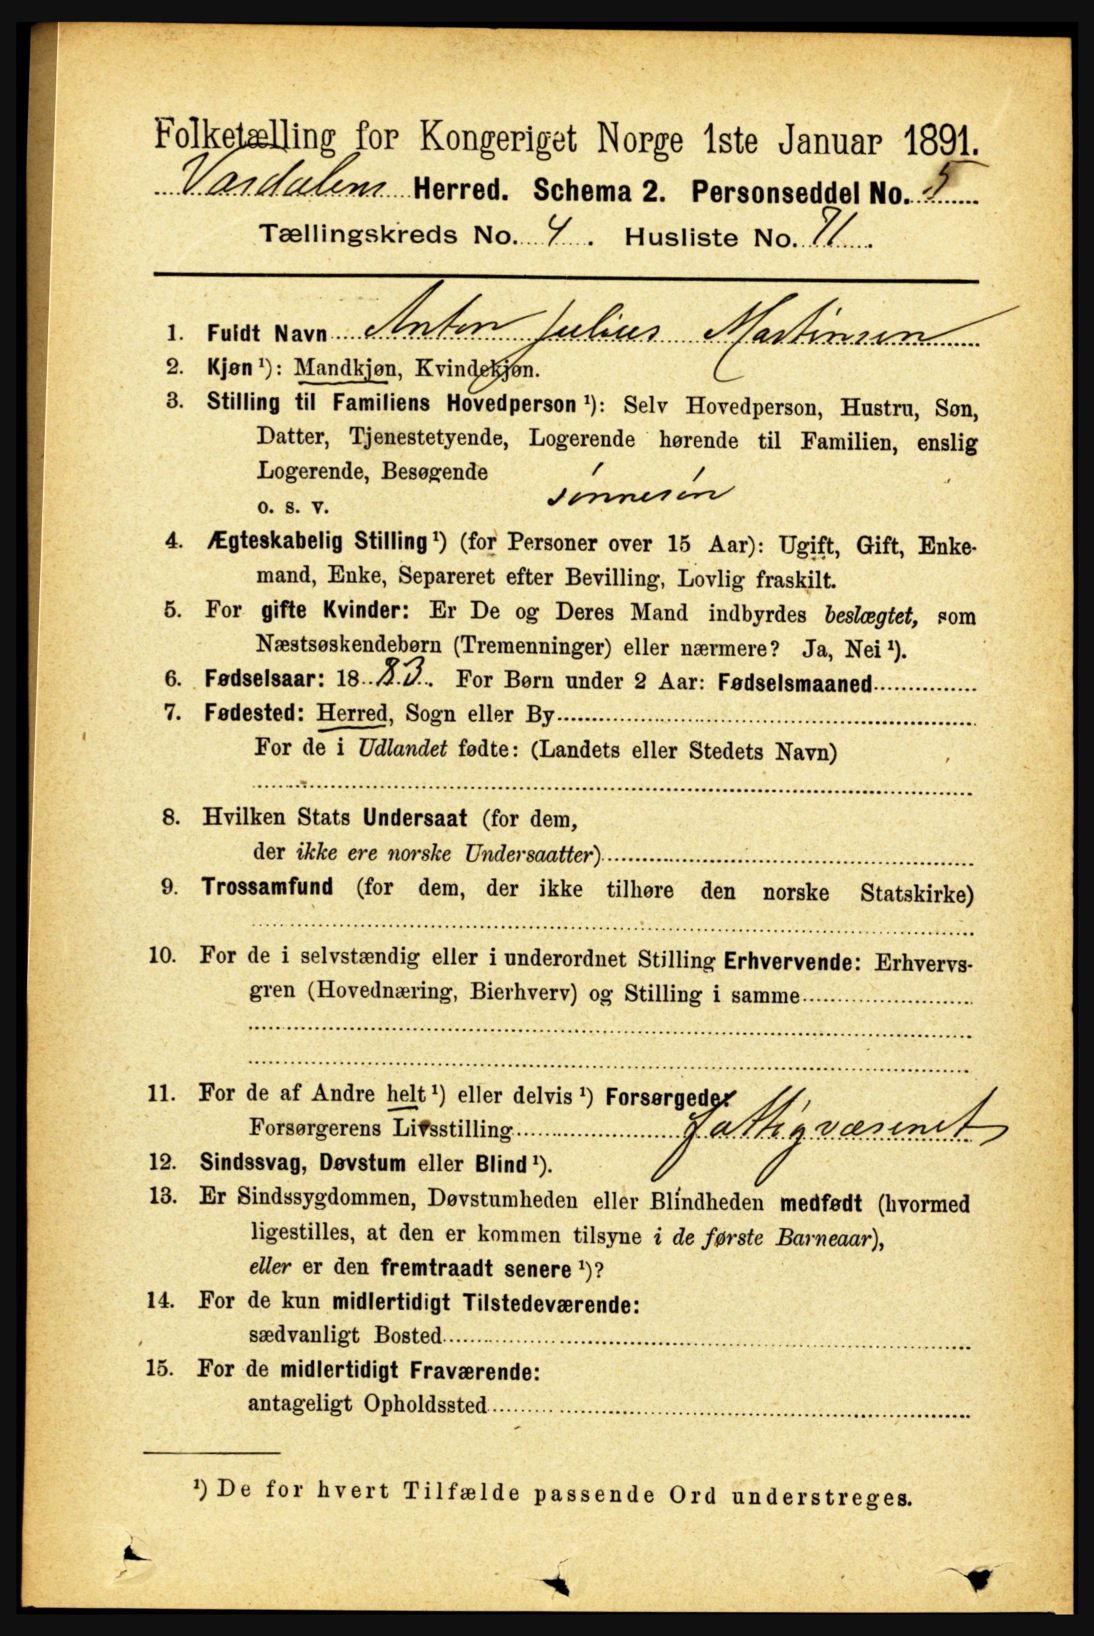 Folketælling for Kongeriget Norge 1ste Januar 1891.
Vardalens Herred. Schema 2. Personseddel No. 5
Tællingskreds No. 4. Husliste No. 71.
1. Fuldt Navn Anton Julius Martinsen
2. Kjøn ¹): Mandkjøn, Kvindekjøn.
3. Stilling til Familiens Hovedperson ¹): Selv Hovedperson, Hustru, Søn,
Datter, Tjenestetyende, Logerende hørende til Familien, enslig
Logerende, Besøgende
o. s. v. sønnesøn
4. Ægteskabelig Stilling ¹) (for Personer over 15 Aar): Ugift, Gift, Enke-
mand, Enke, Separeret efter Bevilling, Lovlig fraskilt.
5. For gifte Kvinder: Er De og Deres Mand indbyrdes beslægtet, som
Næstsøskendebørn (Tremenninger) eller nærmere? Ja, Nei ¹).
6. Fødselsaar: 1883. For Børn under 2 Aar: Fødselsmaaned
7. Fødested: Herred, Sogn eller By
For de i Udlandet fødte: (Landets eller Stedets Navn)
8. Hvilken Stats Undersaat (for dem,
der ikke ere norske Undersaatter)
9. Trossamfund (for dem, der ikke tilhøre den norske Statskirke)
10. For de i selvstændig eller i underordnet Stilling Erhvervende: Erhvervs-
gren (Hovednæring, Bierhverv) og Stilling i samme
11. For de af Andre helt ¹) eller delvis ¹) Forsørgede:
Forsørgerens Livsstilling Fattigvæsenet
12. Sindssvag, Døvstum eller Blind ¹).
13. Er Sindssygdommen, Døvstumheden eller Blindheden medfødt (hvormed
ligestilles, at den er kommen tilsyne i de første Barneaar),
eller er den fremtraadt senere ¹)?
14. For de kun midlertidigt Tilstedeværende:
sædvanligt Bosted
15. For de midlertidigt Fraværende:
antageligt Opholdssted
¹) De for hvert Tilfælde passende Ord understreges.